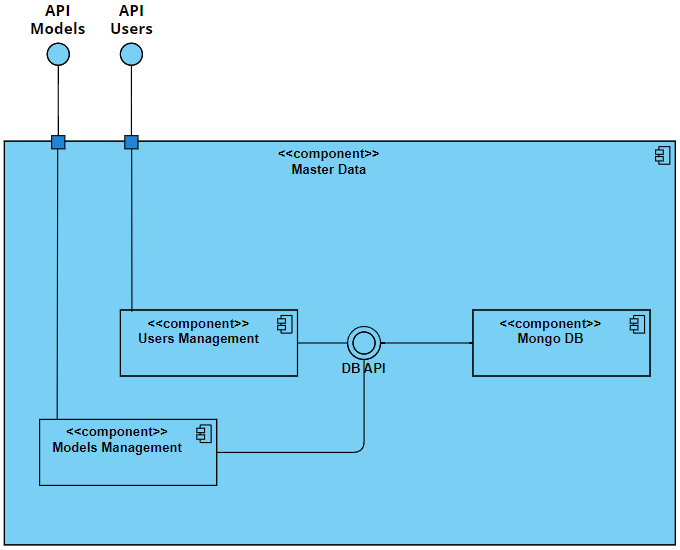 API
Models
API
Users
<<component>>
Master Data
<<component>>
Users Management
<<component>>
Mongo DB
DB API
<<component>>
Models Management